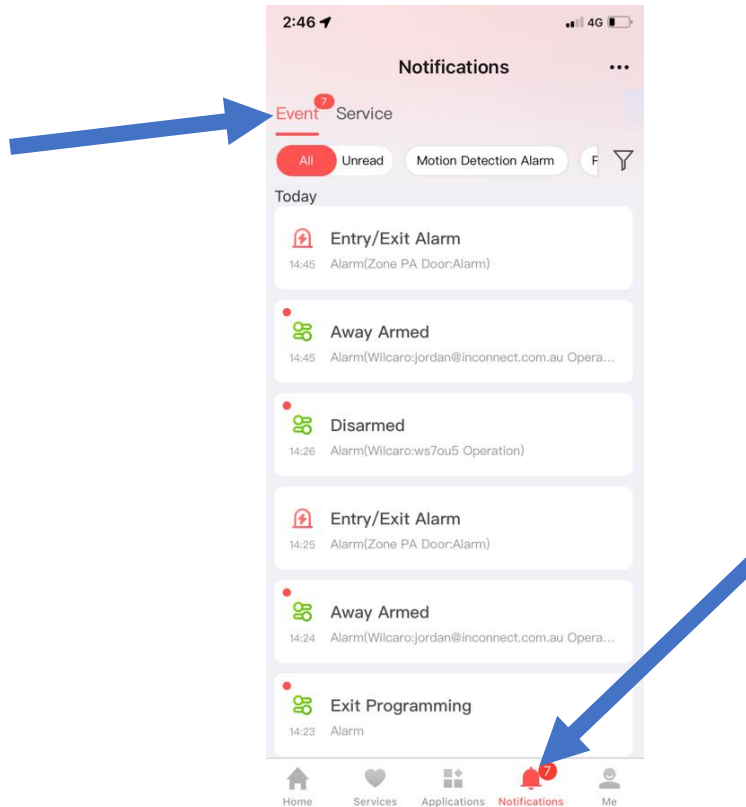 2:46 4G
Notifications
Event 7 Service
All Unread Motion Detection Alarm F
Today
Entry/Exit Alarm
14:45 Alarm(Zone PA Door:Alarm)
Away Armed
14:45 Alarm(Wilcaro:jordan@inconnect.com.au Opera...
Disarmed
14:26 Alarm(Wilcaro:ws7ou5 Operation)
Entry/Exit Alarm
14:25 Alarm(Zone PA Door:Alarm)
Away Armed
14:24 Alarm(Wilcaro:jordan@inconnect.com.au Opera...
Exit Programming
14:23 Alarm
7
Home Services Applications Notifications Me